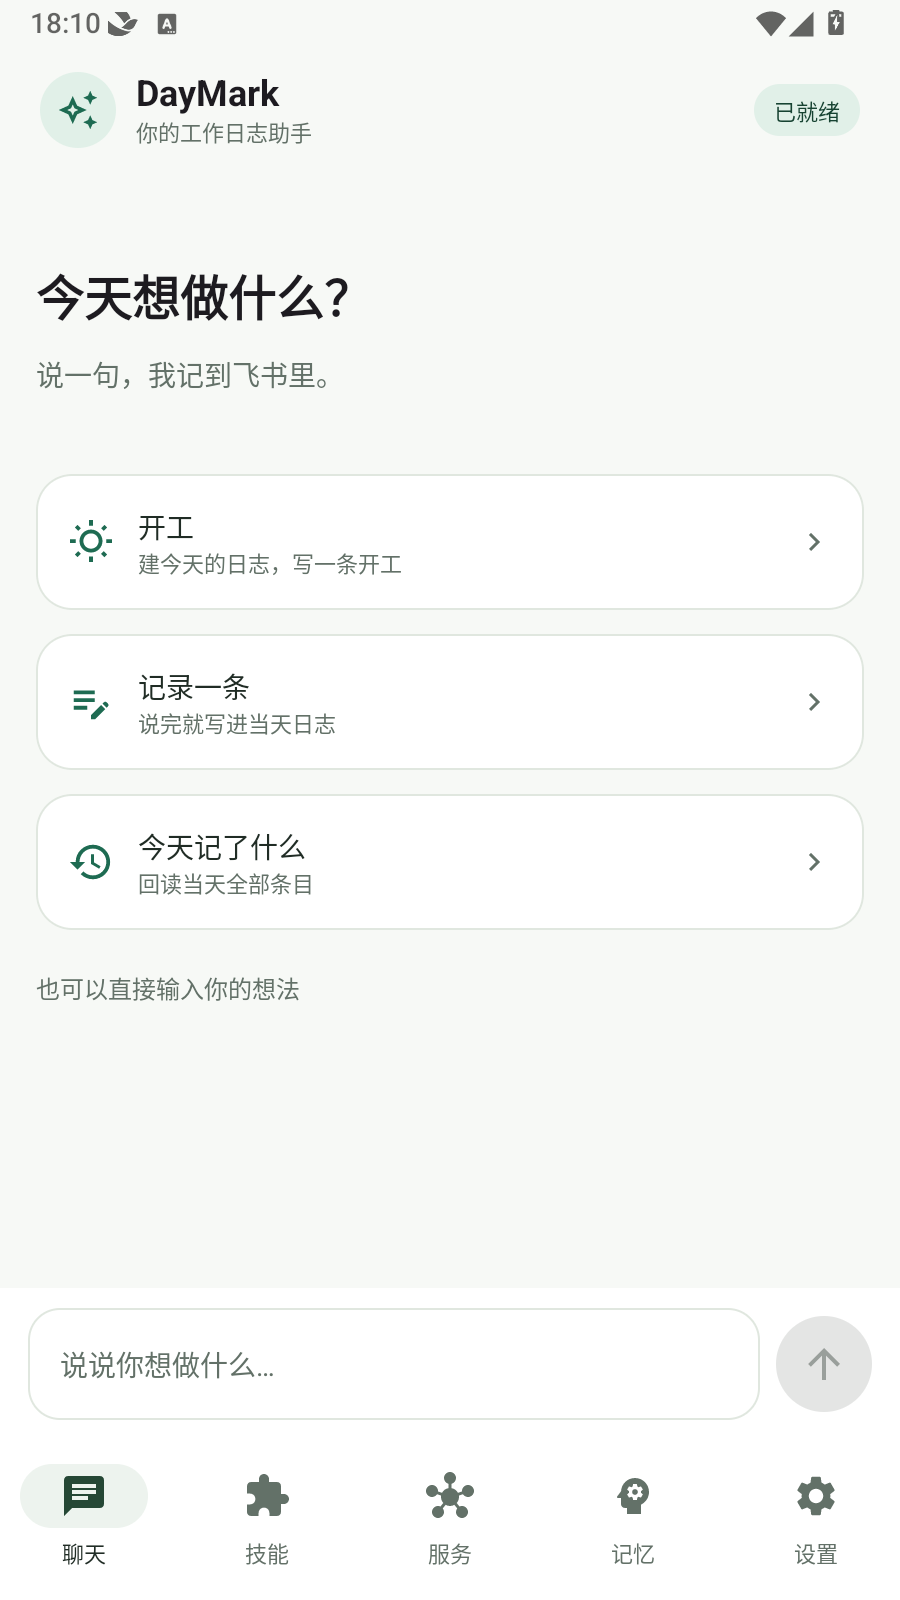 18:10
DayMark
你的工作日志助手
已就绪
今天想做什么？
说一句，我记到飞书里。
开工
建今天的日志，写一条开工
记录一条
说完就写进当天日志
今天记了什么
回读当天全部条目
也可以直接输入你的想法
说说你想做什么…
聊天
技能
服务
记忆
设置